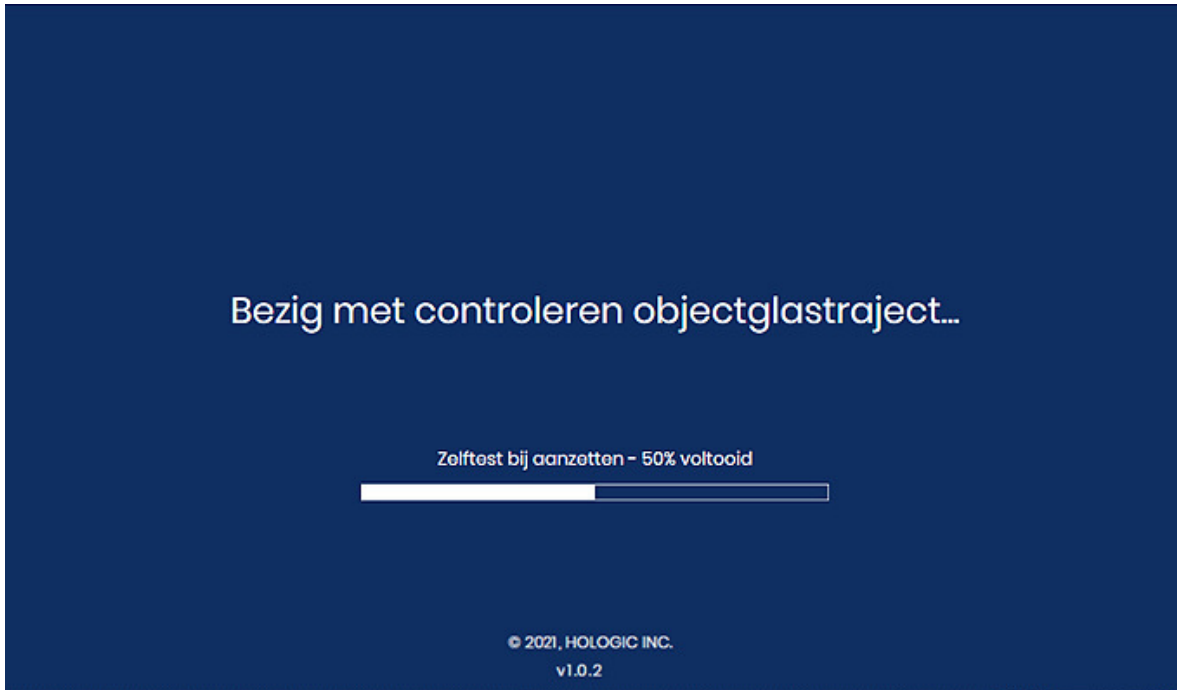 Bezig met controleren objectglastraject...
Zelftest bij aanzetten - 50% voltooid
© 2021, HOLOGIC INC.
v1.0.2